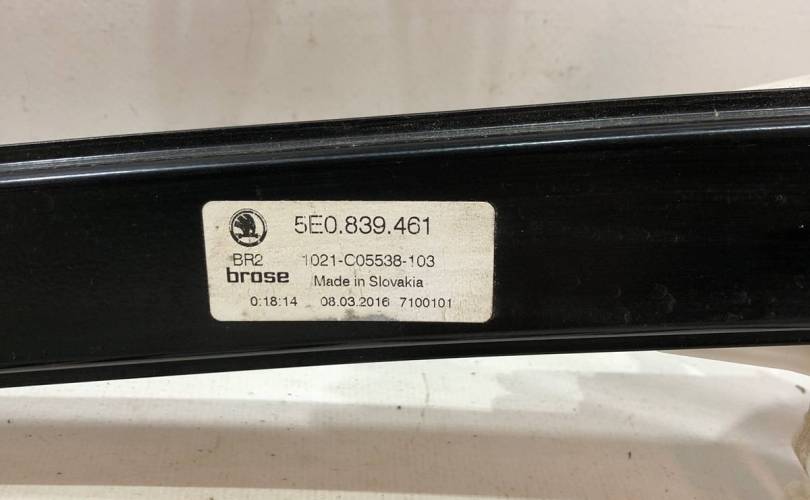 5E0.839.461
BR2 1021-C05538-103
brose Made in Slovakia
0:18:14 08.03.2016 7100101